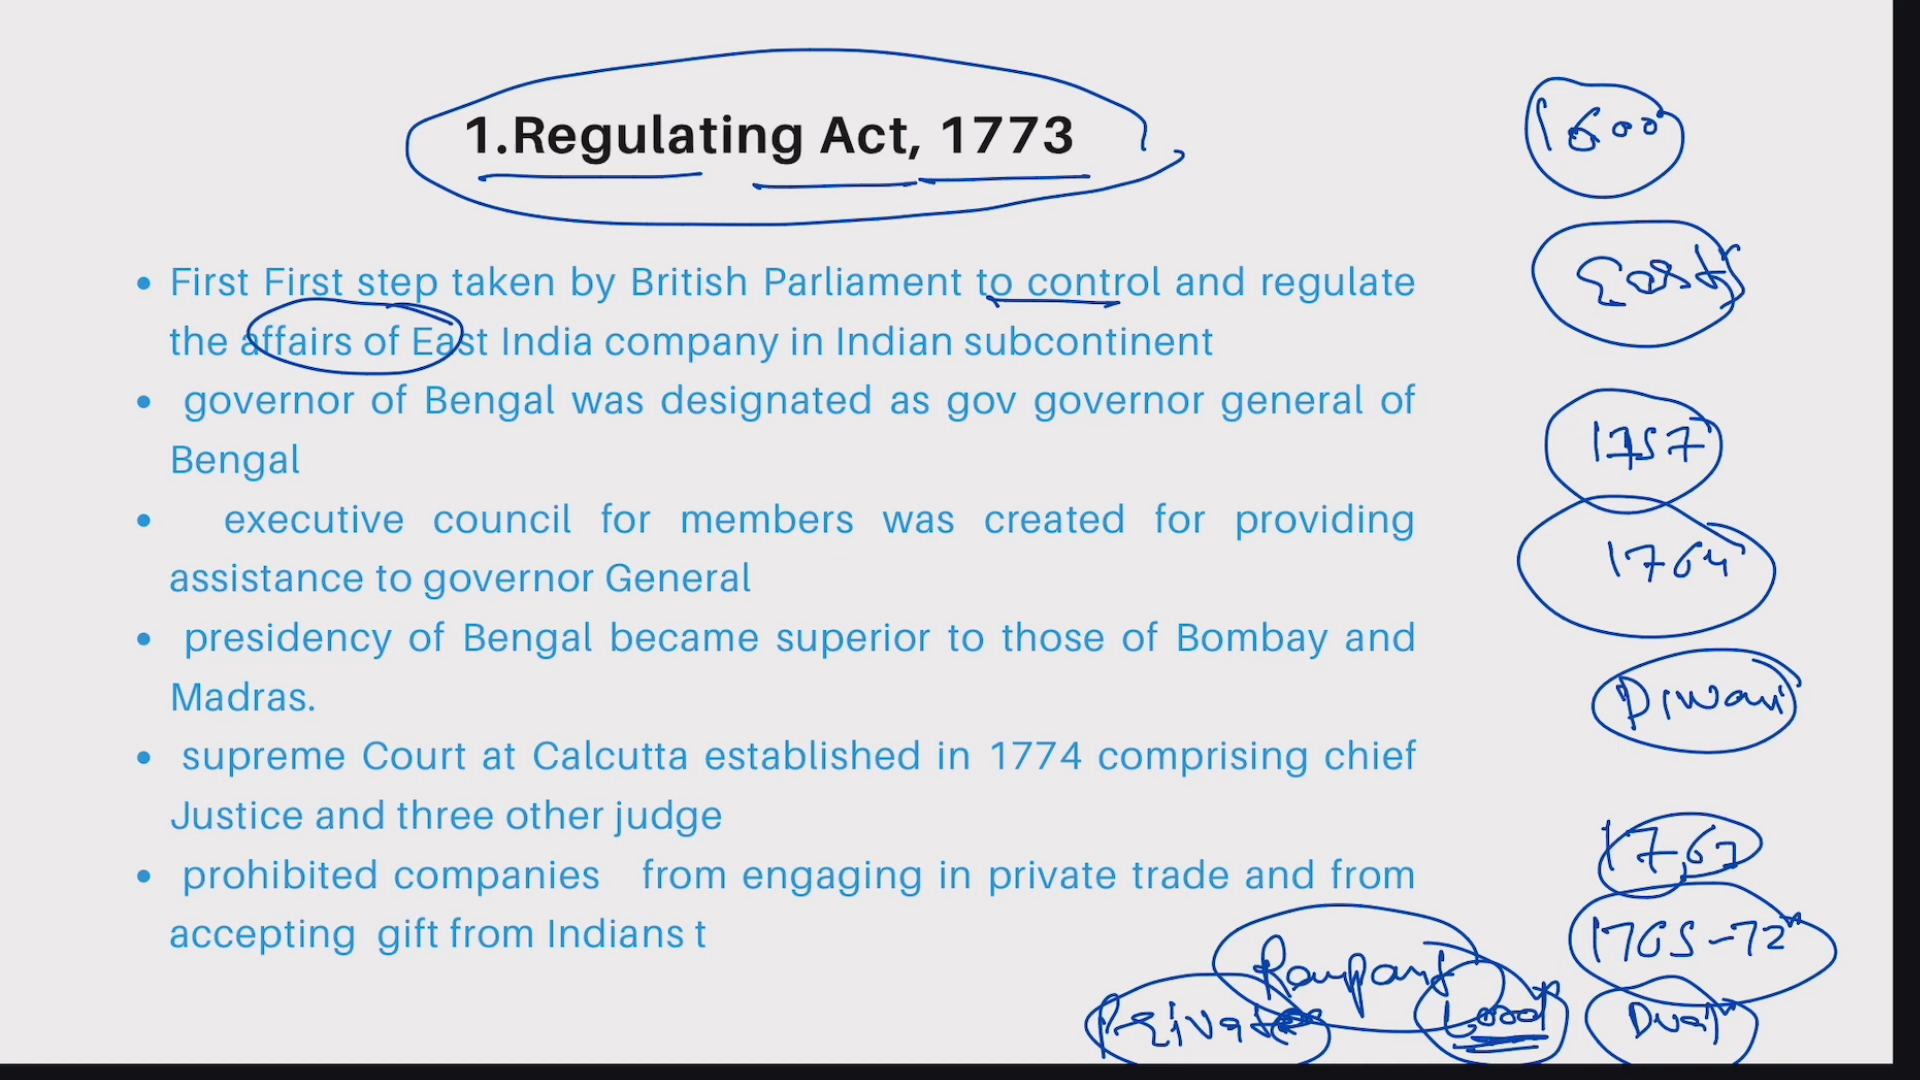 1.Regulating Act, 1773
1600
East
• First First step taken by British Parliament to control and regulate
the affairs of East India company in Indian subcontinent
• governor of Bengal was designated as gov governor general of
Bengal
1757
• executive council for members was created for providing
assistance to governor General
1764
• presidency of Bengal became superior to those of Bombay and
Madras.
Diwani
• supreme Court at Calcutta established in 1774 comprising chief
Justice and three other judge
1767
• prohibited companies from engaging in private trade and from
accepting gift from Indians t
1765-72
Rampant
Private
Dual